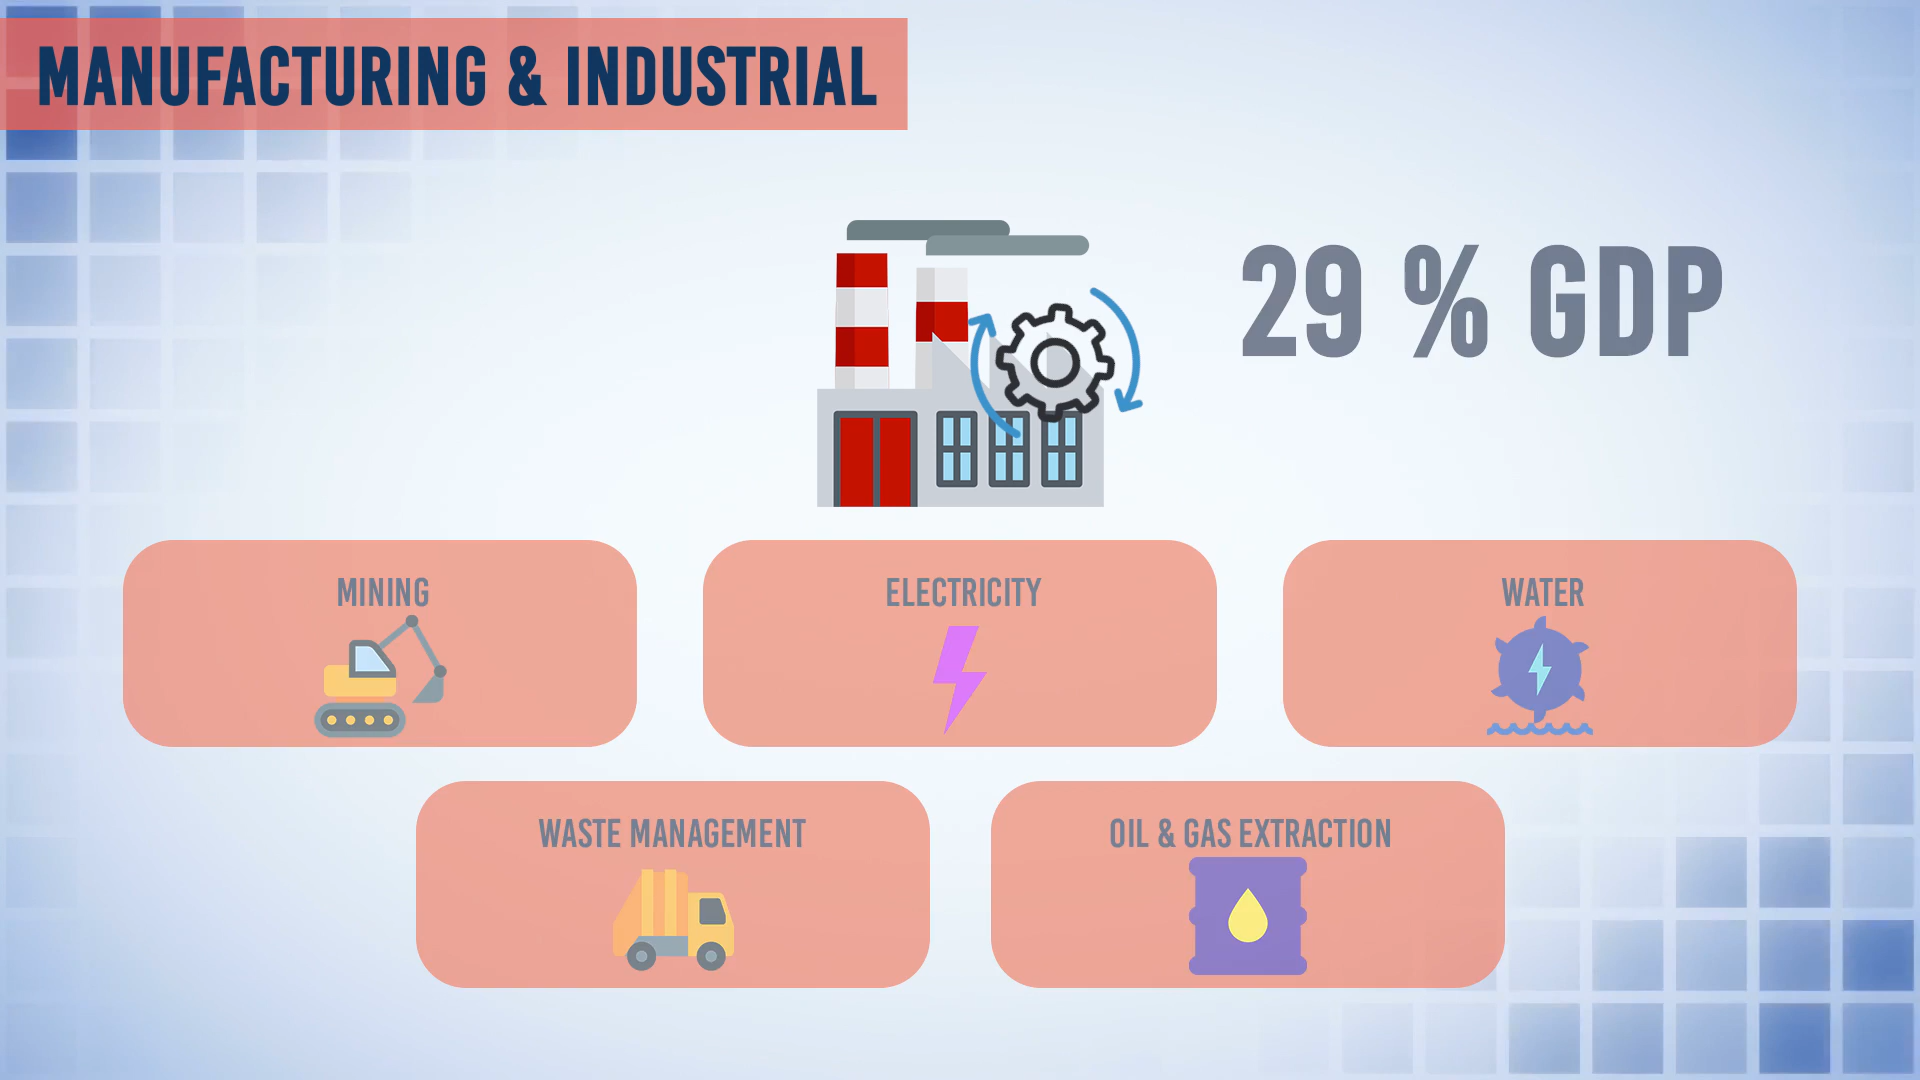 MANUFACTURING & INDUSTRIAL
29 % GDP
MINING
ELECTRICITY
WATER
WASTE MANAGEMENT
OIL & GAS EXTRACTION